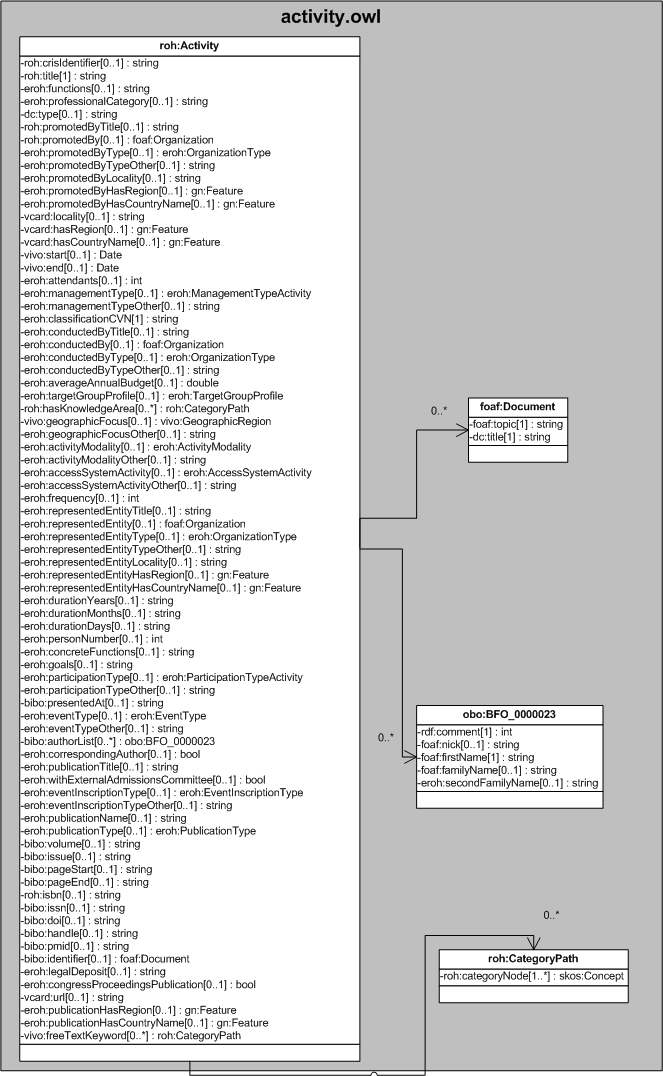 activity.owl
roh:Activity
-roh:crisIdentifier[0..1] : string
-roh:title[1] : string
-eroh:functions[0..1] : string
-eroh:professionalCategory[0..1] : string
-dc:type[0..1] : string
-roh:promotedByTitle[0..1] : string
-roh:promotedBy[0..1] : foaf:Organization
-eroh:promotedByType[0..1] : eroh:OrganizationType
-eroh:promotedByTypeOther[0..1] : string
-eroh:promotedByLocality[0..1] : string
-eroh:promotedByHasRegion[0..1] : gn:Feature
-eroh:promotedByHasCountryName[0..1] : gn:Feature
-vcard:locality[0..1] : string
-vcard:hasRegion[0..1] : gn:Feature
-vcard:hasCountryName[0..1] : gn:Feature
-vivo:start[0..1] : Date
-vivo:end[0..1] : Date
-eroh:attendants[0..1] : int
-eroh:managementType[0..1] : eroh:ManagementTypeActivity
-eroh:managementTypeOther[0..1] : string
-eroh:classificationCVN[1] : string
-eroh:conductedByTitle[0..1] : string
-eroh:conductedBy[0..1] : foaf:Organization
-eroh:conductedByType[0..1] : eroh:OrganizationType
-eroh:conductedByTypeOther[0..1] : string
-eroh:averageAnnualBudget[0..1] : double
-eroh:targetGroupProfile[0..1] : eroh:TargetGroupProfile
-roh:hasKnowledgeArea[0..*] : roh:CategoryPath
-vivo:geographicFocus[0..1] : vivo:GeographicRegion
-eroh:geographicFocusOther[0..1] : string
-eroh:activityModality[0..1] : eroh:ActivityModality
-eroh:activityModalityOther[0..1] : string
-eroh:accessSystemActivity[0..1] : eroh:AccessSystemActivity
-eroh:accessSystemActivityOther[0..1] : string
-eroh:frequency[0..1] : int
-eroh:representedEntityTitle[0..1] : string
-eroh:representedEntity[0..1] : foaf:Organization
-eroh:representedEntityType[0..1] : eroh:OrganizationType
-eroh:representedEntityTypeOther[0..1] : string
-eroh:representedEntityLocality[0..1] : string
-eroh:representedEntityHasRegion[0..1] : gn:Feature
-eroh:representedEntityHasCountryName[0..1] : gn:Feature
-eroh:durationYears[0..1] : string
-eroh:durationMonths[0..1] : string
-eroh:durationDays[0..1] : string
-eroh:personNumber[0..1] : int
-eroh:concreteFunctions[0..1] : string
-eroh:goals[0..1] : string
-eroh:participationType[0..1] : eroh:ParticipationTypeActivity
-eroh:participationTypeOther[0..1] : string
-bibo:presentedAt[0..1] : string
-eroh:eventType[0..1] : eroh:EventType
-eroh:eventTypeOther[0..1] : string
-bibo:authorList[0..*] : obo:BFO_0000023
-eroh:correspondingAuthor[0..1] : bool
-eroh:publicationTitle[0..1] : string
-eroh:withExternalAdmissionsCommittee[0..1] : bool
-eroh:eventInscriptionType[0..1] : eroh:EventInscriptionType
-eroh:eventInscriptionTypeOther[0..1] : string
-eroh:publicationName[0..1] : string
-eroh:publicationType[0..1] : eroh:PublicationType
-bibo:volume[0..1] : string
-bibo:issue[0..1] : string
-bibo:pageStart[0..1] : string
-bibo:pageEnd[0..1] : string
-roh:isbn[0..1] : string
-bibo:issn[0..1] : string
-bibo:doi[0..1] : string
-bibo:handle[0..1] : string
-bibo:pmid[0..1] : string
-bibo:identifier[0..1] : foaf:Document
-eroh:legalDeposit[0..1] : string
-eroh:congressProceedingsPublication[0..1] : bool
-vcard:url[0..1] : string
-eroh:publicationHasRegion[0..1] : gn:Feature
-eroh:publicationHasCountryName[0..1] : gn:Feature
-vivo:freeTextKeyword[0..*] : roh:CategoryPath
0..*
foaf:Document
-foaf:topic[1] : string
-dc:title[1] : string
0..*
obo:BFO_0000023
-rdf:comment[1] : int
-foaf:nick[0..1] : string
-foaf:firstName[1] : string
-foaf:familyName[0..1] : string
-eroh:secondFamilyName[0..1] : string
0..*
roh:CategoryPath
-roh:categoryNode[1..*] : skos:Concept